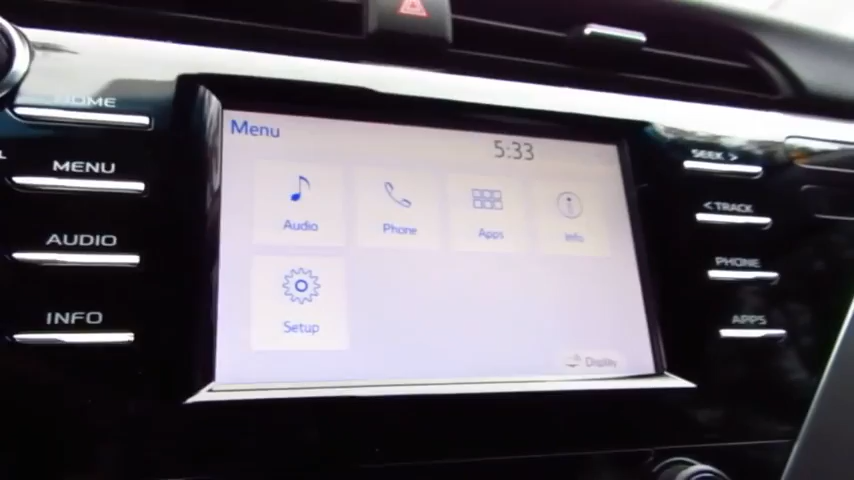 HOME
MENU
AUDIO
INFO
Menu
5:33
Audio
Phone
Apps
Info
Setup
Display
SEEK >
< TRACK
PHONE
APPS